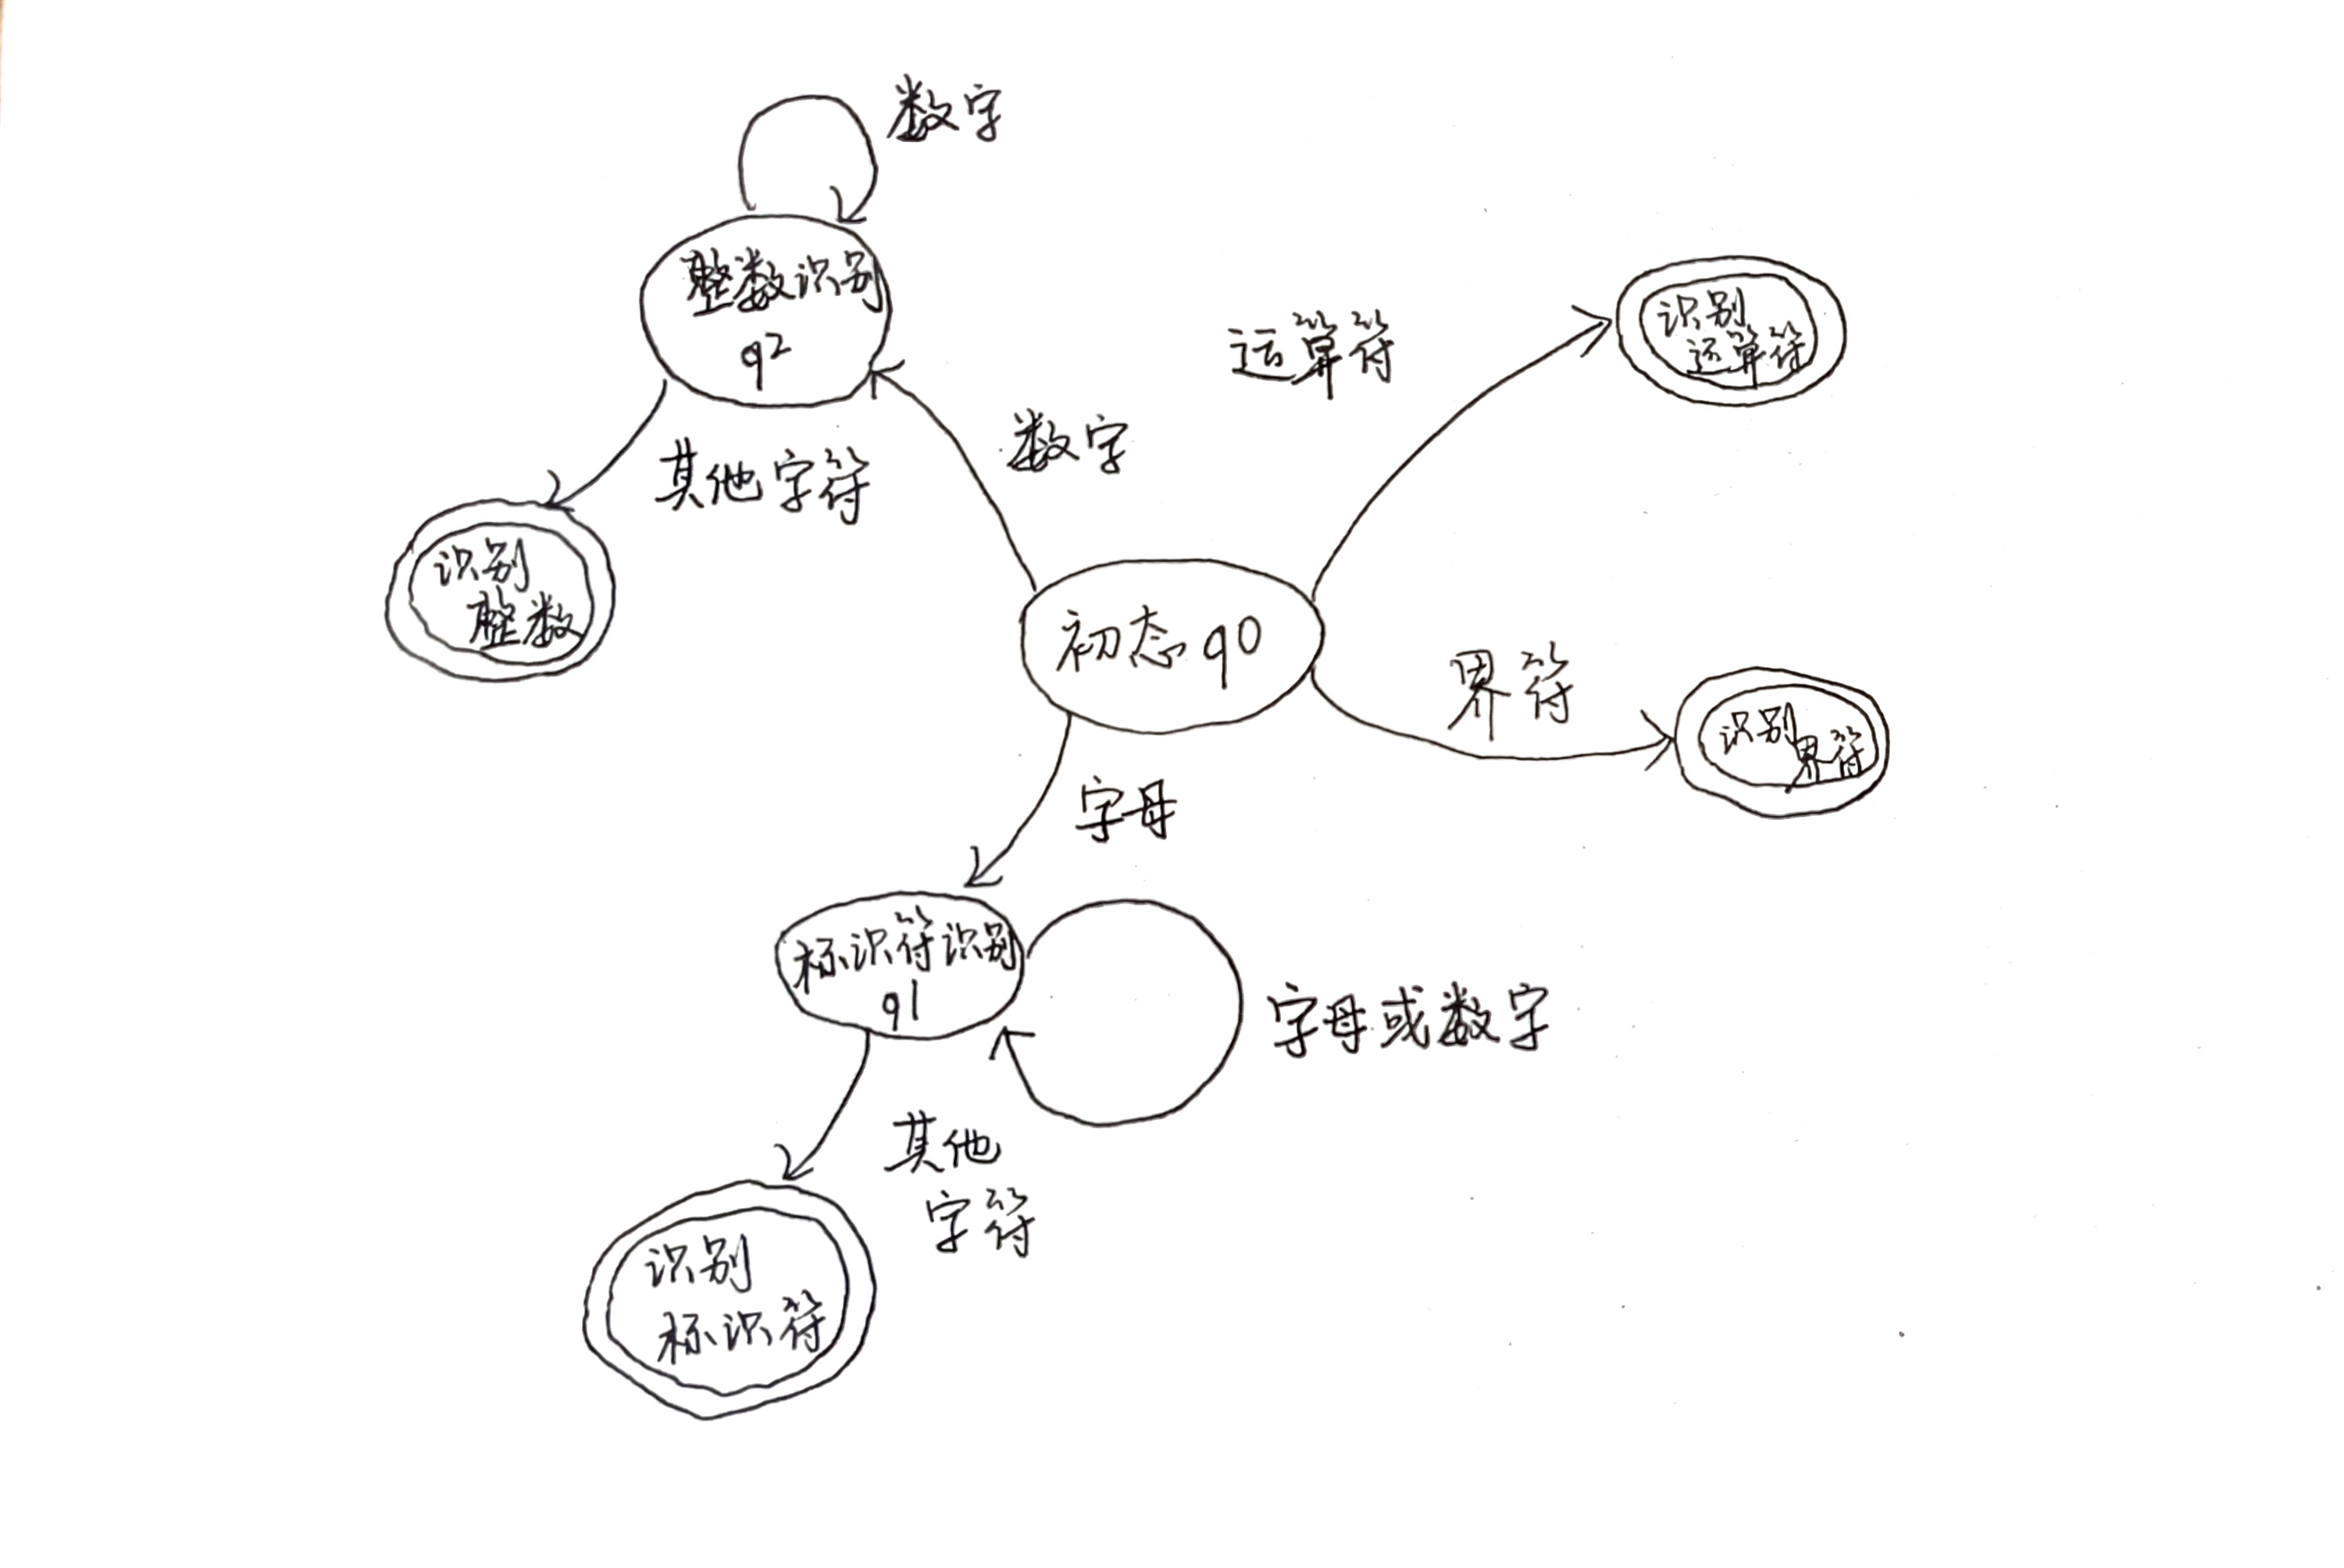 数字
整数识别
q2
识别
运算符
运算符
数字
其他字符
识别
整数
初态 q0
界符
识别
界符
字母
标识符识别
q1
字母或数字
其他
字符
识别
标识符